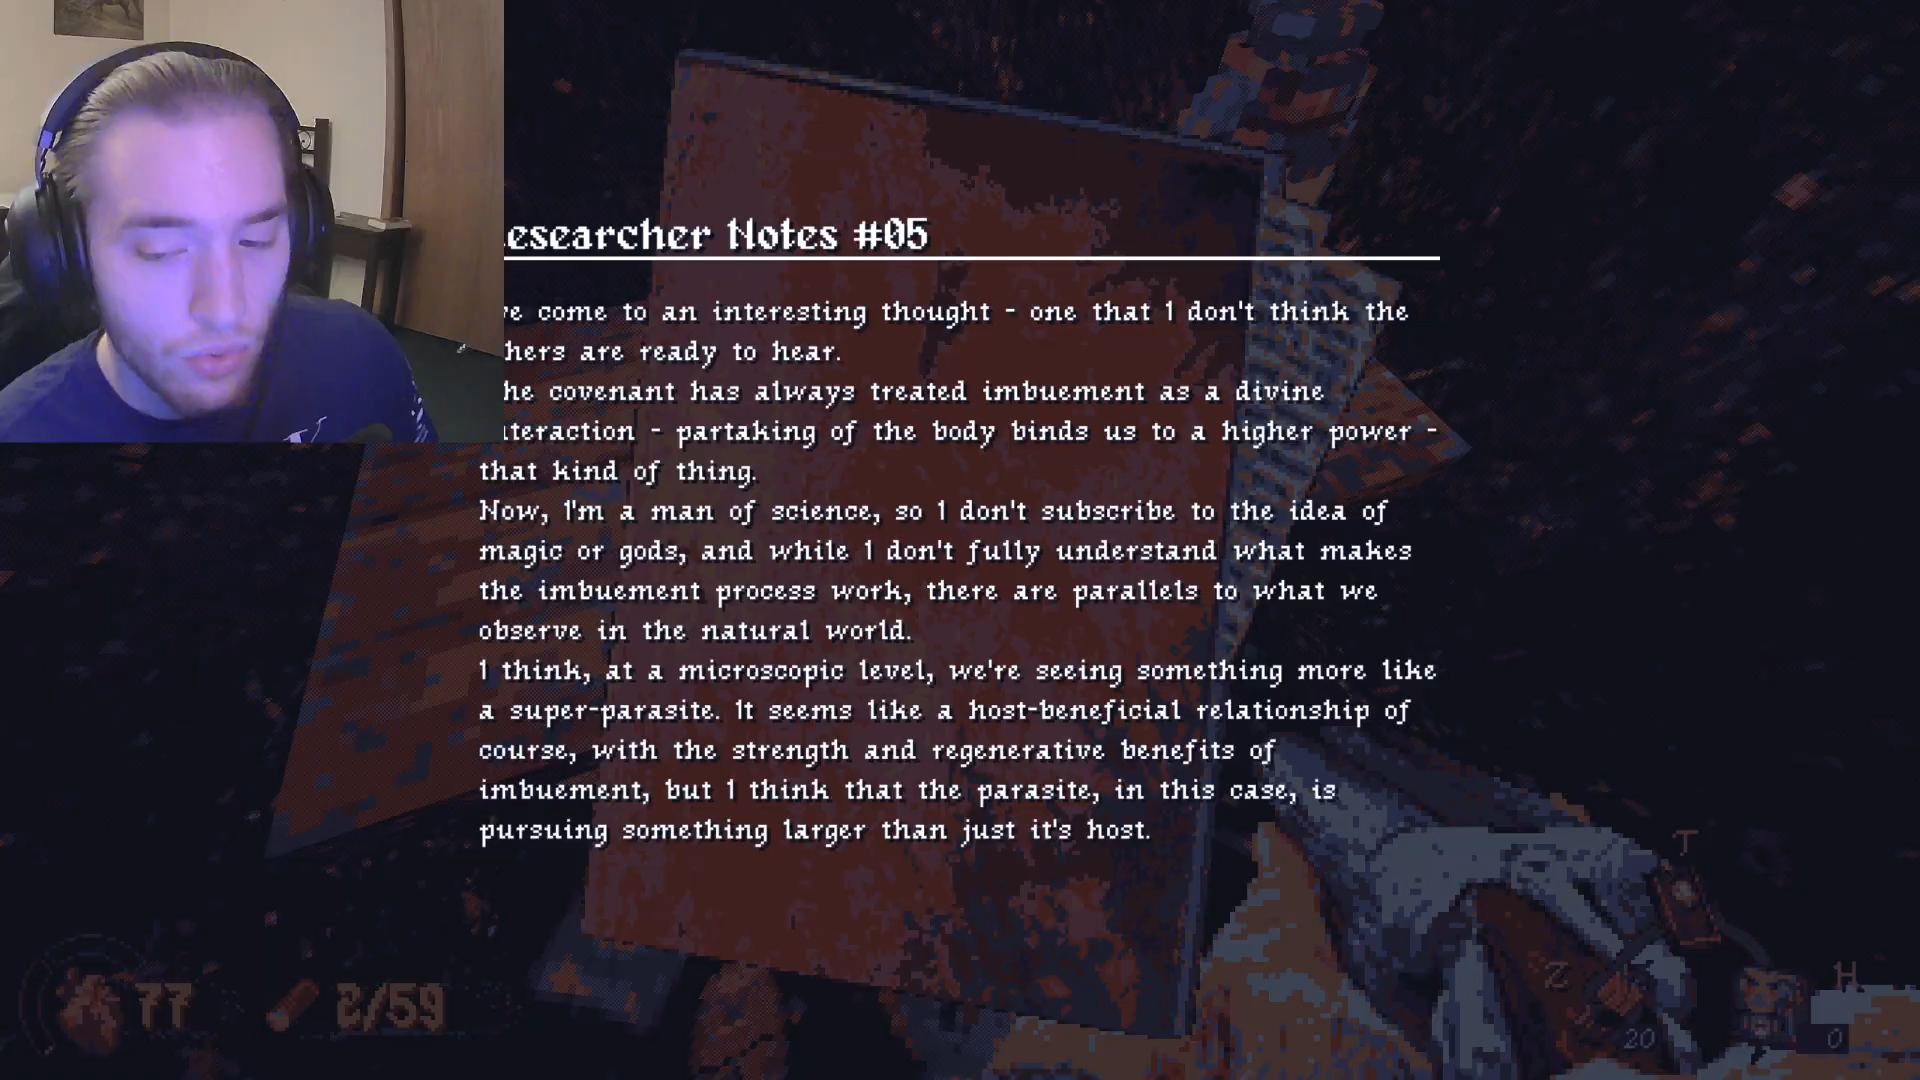 esearcher Notes #05
ve come to an interesting thought - one that I don't think the
hers are ready to hear.
he covenant has always treated imbuement as a divine
teraction - partaking of the body binds us to a higher power -
that kind of thing.
Now, I'm a man of science, so I don't subscribe to the idea of
magic or gods, and while I don't fully understand what makes
the imbuement process work, there are parallels to what we
observe in the natural world.
I think, at a microscopic level, we're seeing something more like
a super-parasite. It seems like a host-beneficial relationship of
course, with the strength and regenerative benefits of
imbuement, but I think that the parasite, in this case, is
pursuing something larger than just it's host.
T
Z
H
77
2/59
20
0